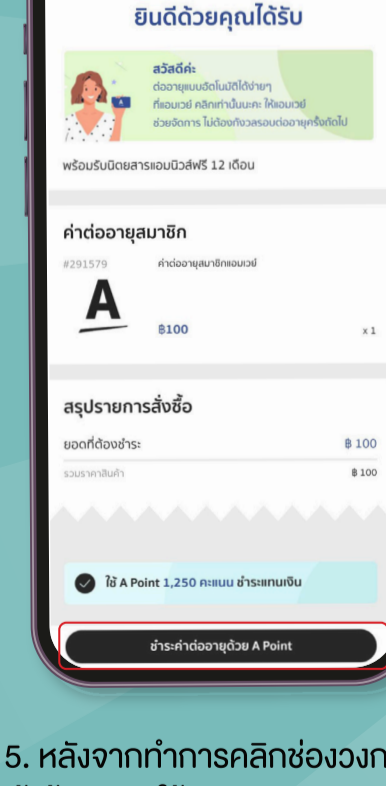 ยินดีด้วยคุณได้รับ
สวัสดีค่ะ
ต่ออายุแบบอัตโนมัติได้ง่ายๆ
ที่แอมเวย์ คลิกเท่านั้นนะคะ ให้แอมเวย์
ช่วยจัดการ ไม่ต้องกังวลรอบต่ออายุครั้งถัดไป
พร้อมรับนิตยสารแอมนิวส์ฟรี 12 เดือน
ค่าต่ออายุสมาชิก
#291579 ค่าต่ออายุสมาชิกแอมเวย์
A
฿100 x 1
สรุปรายการสั่งซื้อ
ยอดที่ต้องชำระ ฿ 100
รวมราคาสินค้า ฿ 100
ใช้ A Point 1,250 คะแนน ชำระแทนเงิน
ชำระค่าต่ออายุด้วย A Point
5. หลังจากทำการคลิกช่องวงก